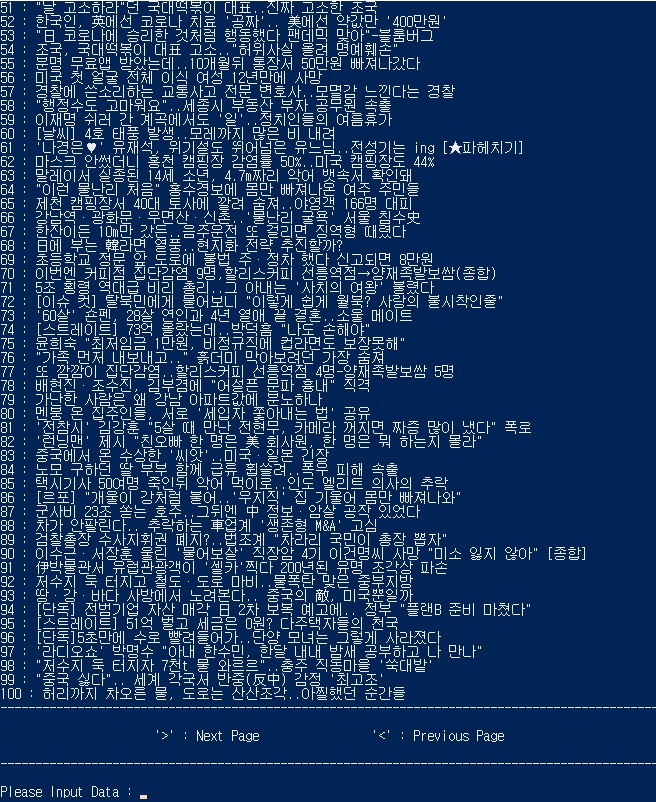 51 : "날 고소하라"던 국대떡볶이 대표..진짜 고소한 조국
52 : 한국인, 英에선 코로나 치료 '공짜'.. 美에선 약값만 '400만원'
53 : "日 코로나에 승리한 것처럼 행동했다 팬데믹 맞아"-블룸버그
54 : 조국, 국대떡볶이 대표 고소.."허위사실 올려 명예훼손"
55 : 분명 무료앱 받았는데..10개월뒤 통장서 50만원 빠져나갔다
56 : 미국 첫 얼굴 전체 이식 여성 12년만에 사망
57 : 경찰에 쓴소리하는 교통사고 전문 변호사..모멸감 느낀다는 경찰
58 : "행정수도 고마워요"..세종시 부동산 부자 공무원 속출
59 : 이재명 쉬러 간 계곡에서도 '일'..정치인들의 여름휴가
60 : [날씨] 4호 태풍 발생..모레까지 많은 비 내려
61 : '나경은♥' 유재석, 위기설도 뛰어넘은 유느님..전성기는 ing [★파헤치기]
62 : 마스크 안썼더니 홍천 캠핑장 감염률 50%..미국 캠핑장도 44%
63 : 말레이서 실종된 14세 소년, 4.7m짜리 악어 뱃속서 확인돼
64 : "이런 물난리 처음" 홍수경보에 몸만 빠져나온 여주 주민들
65 : 제천 캠핑장서 40대 토사에 깔려 숨져..야영객 166명 대피
66 : 강남역·광화문·우면산·신촌..'물난리 굴욕' 서울 침수史
67 : 한잔이든 10m만 갔든..음주운전 또 걸리면 징역형 때렸다
68 : 日에 부는 韓라면 열풍..현지화 전략 추진할까?
69 : 초등학교 정문 앞 도로에 불법 주·정차 했다 신고되면 8만원
70 : 이번엔 커피점 집단감염 9명,할리스커피 선릉역점→양재족발보쌈(종합)
71 : 5조 횡령 역대급 비리 총리..그 아내는 '사치의 여왕' 불렸다
72 : [이슈 컷] 탈북민에게 물어보니 "이렇게 쉽게 월북? 사랑의 불시착인줄"
73 : '60살' 숀펜, 28살 연인과 4년 열애 끝 결혼..소울 메이트
74 : [스트레이트] 73억 올랐는데..박덕흠 "나도 손해야"
75 : 윤희숙 "최저임금 1만원, 비정규직에 컵라면도 보장못해"
76 : "가족 먼저 내보내고.." 흙더미 막아보려던 가장 숨져
77 : 또 깜깜이 집단감염..할리스커피 선릉역점 4명-양재족발보쌈 5명
78 : 배현진·조수진, 김부겸에 "어설픈 문파 흉내" 직격
79 : 가난한 사람은 왜 강남 아파트값에 분노하나
80 : 멘붕 온 집주인들, 서로 '세입자 쫓아내는 법' 공유
81 : '전참시' 김강훈 "5살 때 만난 전현무, 카메라 꺼지면 짜증 많이 냈다" 폭로
82 : '런닝맨' 제시 "친오빠 한 명은 美 회사원, 한 명은 뭐 하는지 몰라"
83 : 중국에서 온 수상한 '씨앗'..미국·일본 긴장
84 : 노모 구하던 딸 부부 함께 급류 휩쓸려..폭우 피해 속출
85 : 택시기사 50여명 죽인뒤 악어 먹이로..인도 엘리트 의사의 추락
86 : [르포] "개울이 강처럼 불어..'우지직' 집 기울어 몸만 빠져나와"
87 : 군사비 23조 쏟는 호주..그뒤엔 中 정보·암살 공작 있었다
88 : 차가 안팔린다.. 추락하는 車업계 '생존형 M&A' 고심
89 : 검찰총장 수사지휘권 폐지?..법조계 "차라리 국민이 총장 뽑자"
90 : 이수근·서장훈 울린 '물어보살' 직장암 4기 이건명씨 사망 "미소 잃지 않아" [종합]
91 : 伊박물관서 유럽관광객이 '셀카'찍다 200년된 유명 조각상 파손
92 : 저수지 둑 터지고 철도·도로 마비..물폭탄 맞은 중부지방
93 : 땅·강·바다 사방에서 노려본다.. 중국의 敵, 미국뿐일까
94 : [단독] 전범기업 자산 매각 日 2차 보복 예고에.. 정부 "플랜B 준비 마쳤다"
95 : [스트레이트] 51억 벌고 세금은 0원? 다주택자들의 천국
96 : [단독]5초만에 수로 빨려들어가..단양 모녀는 그렇게 사라졌다
97 : '라디오쇼' 박명수 "아내 한수민, 한달 내내 밤새 공부하고 나 만나"
98 : "저수지 둑 터지자 7천t 물 와르르"..충주 직동마을 '쑥대밭'
99 : "중국 싫다".. 세계 각국서 반중(反中) 감정 '최고조'
100 : 허리까지 차오른 물, 도로는 산산조각..아찔했던 순간들
'>' : Next Page '<' : Previous Page
Please Input Data :